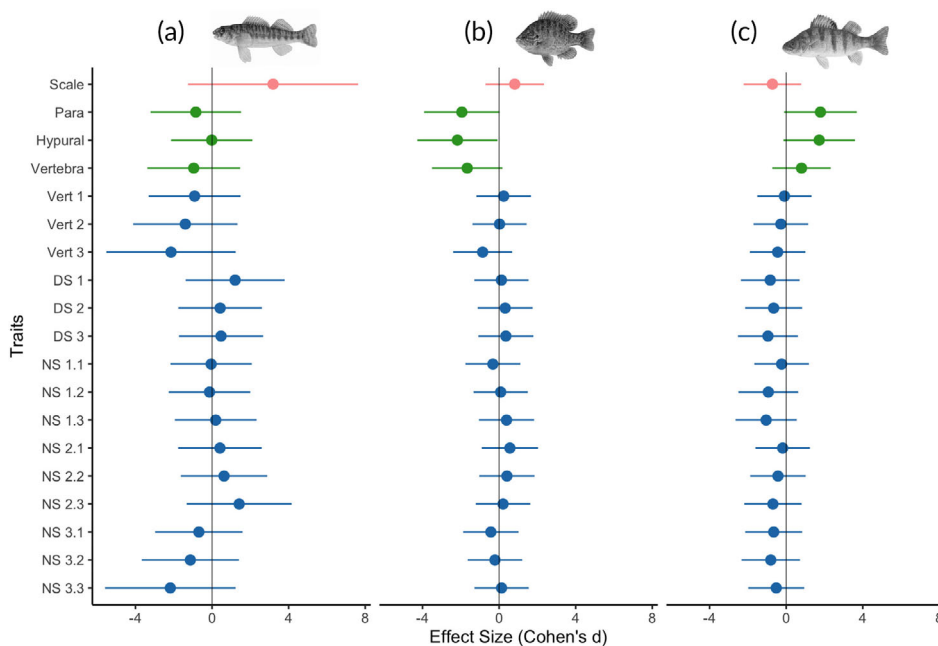 (a)
(b)
(c)
Traits
Scale
Para
Hypural
Vertebra
Vert 1
Vert 2
Vert 3
DS 1
DS 2
DS 3
NS 1.1
NS 1.2
NS 1.3
NS 2.1
NS 2.2
NS 2.3
NS 3.1
NS 3.2
NS 3.3
-4 0 4 8 -4 0 4 8 -4 0 4 8
Effect Size (Cohen's d)